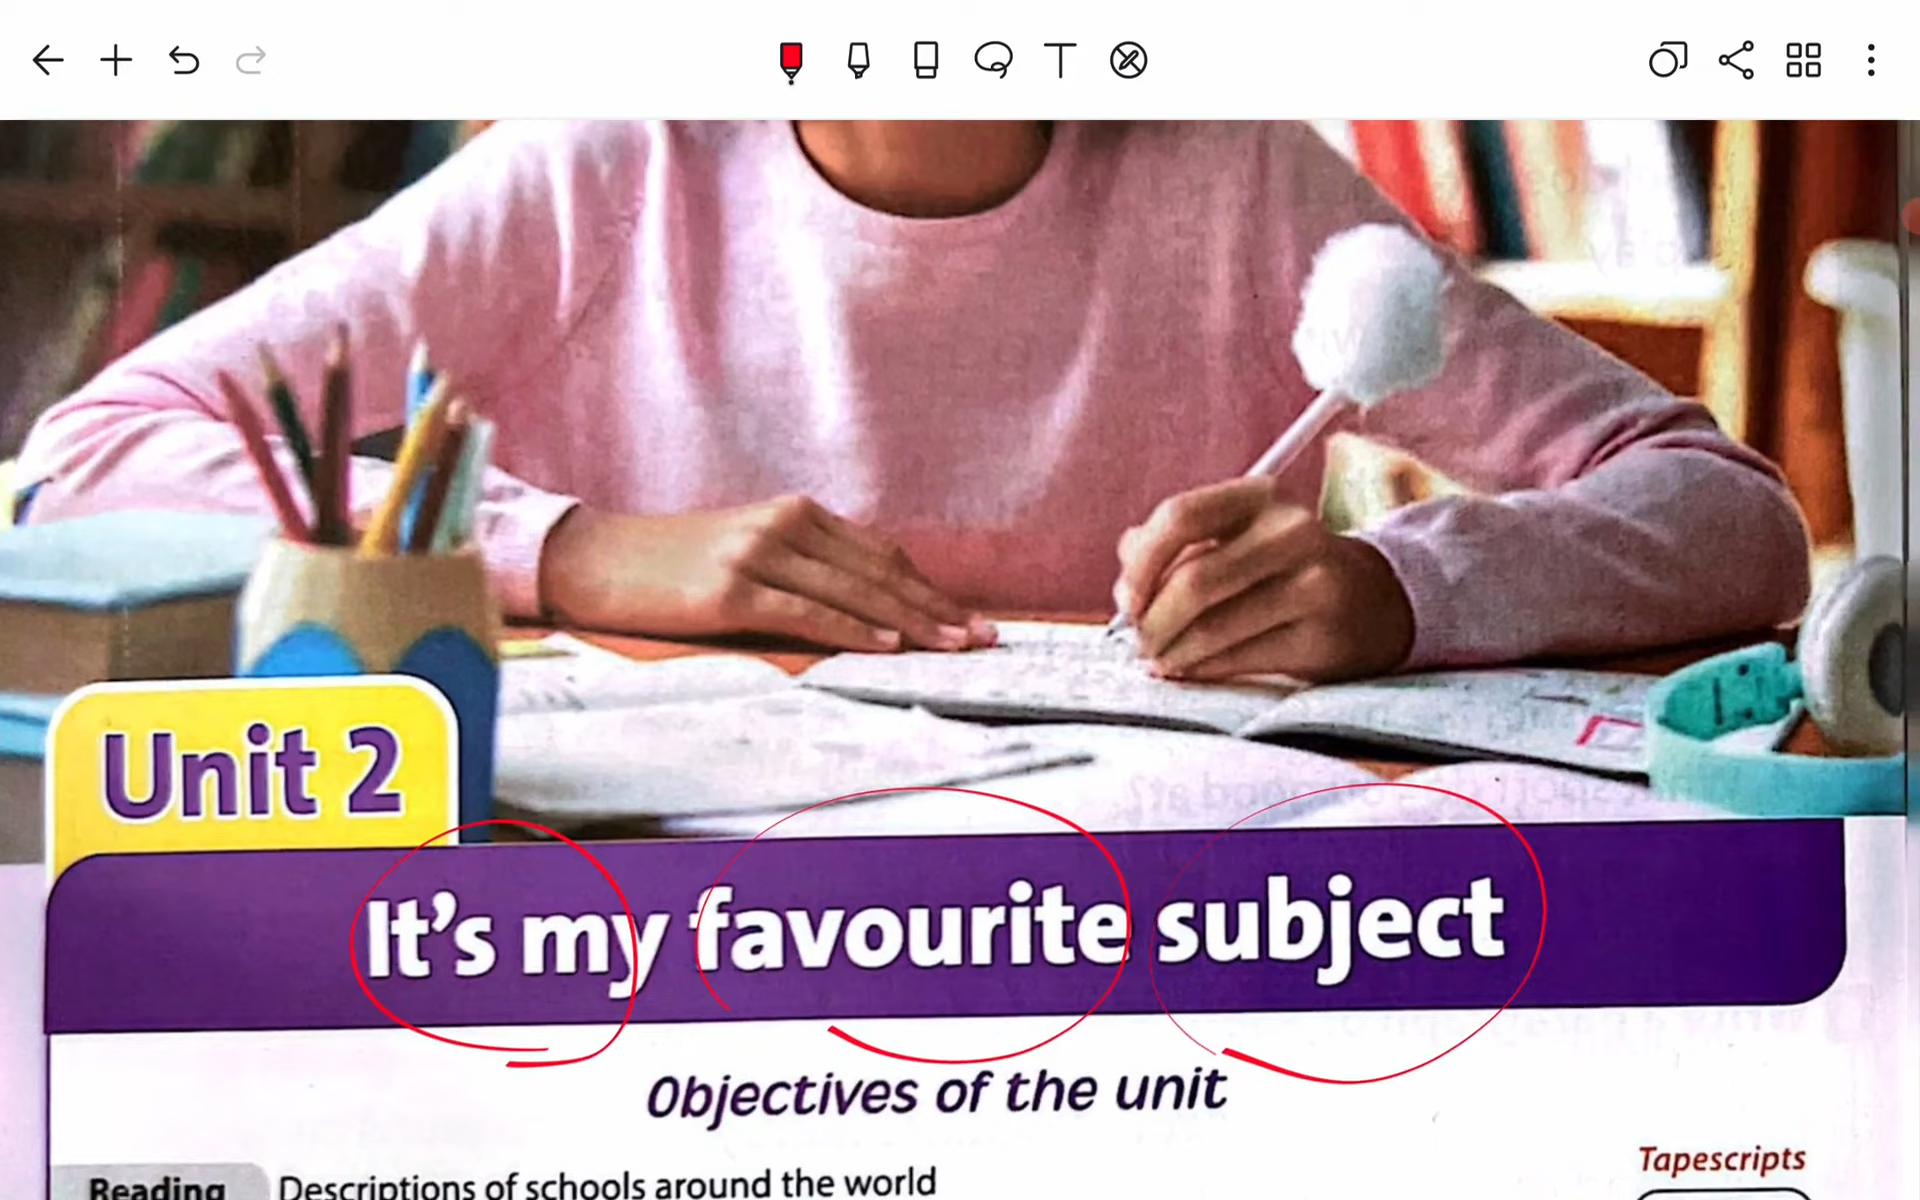 Unit 2
It's my favourite subject
Objectives of the unit
Tapescripts
Reading Descriptions of schools around the world